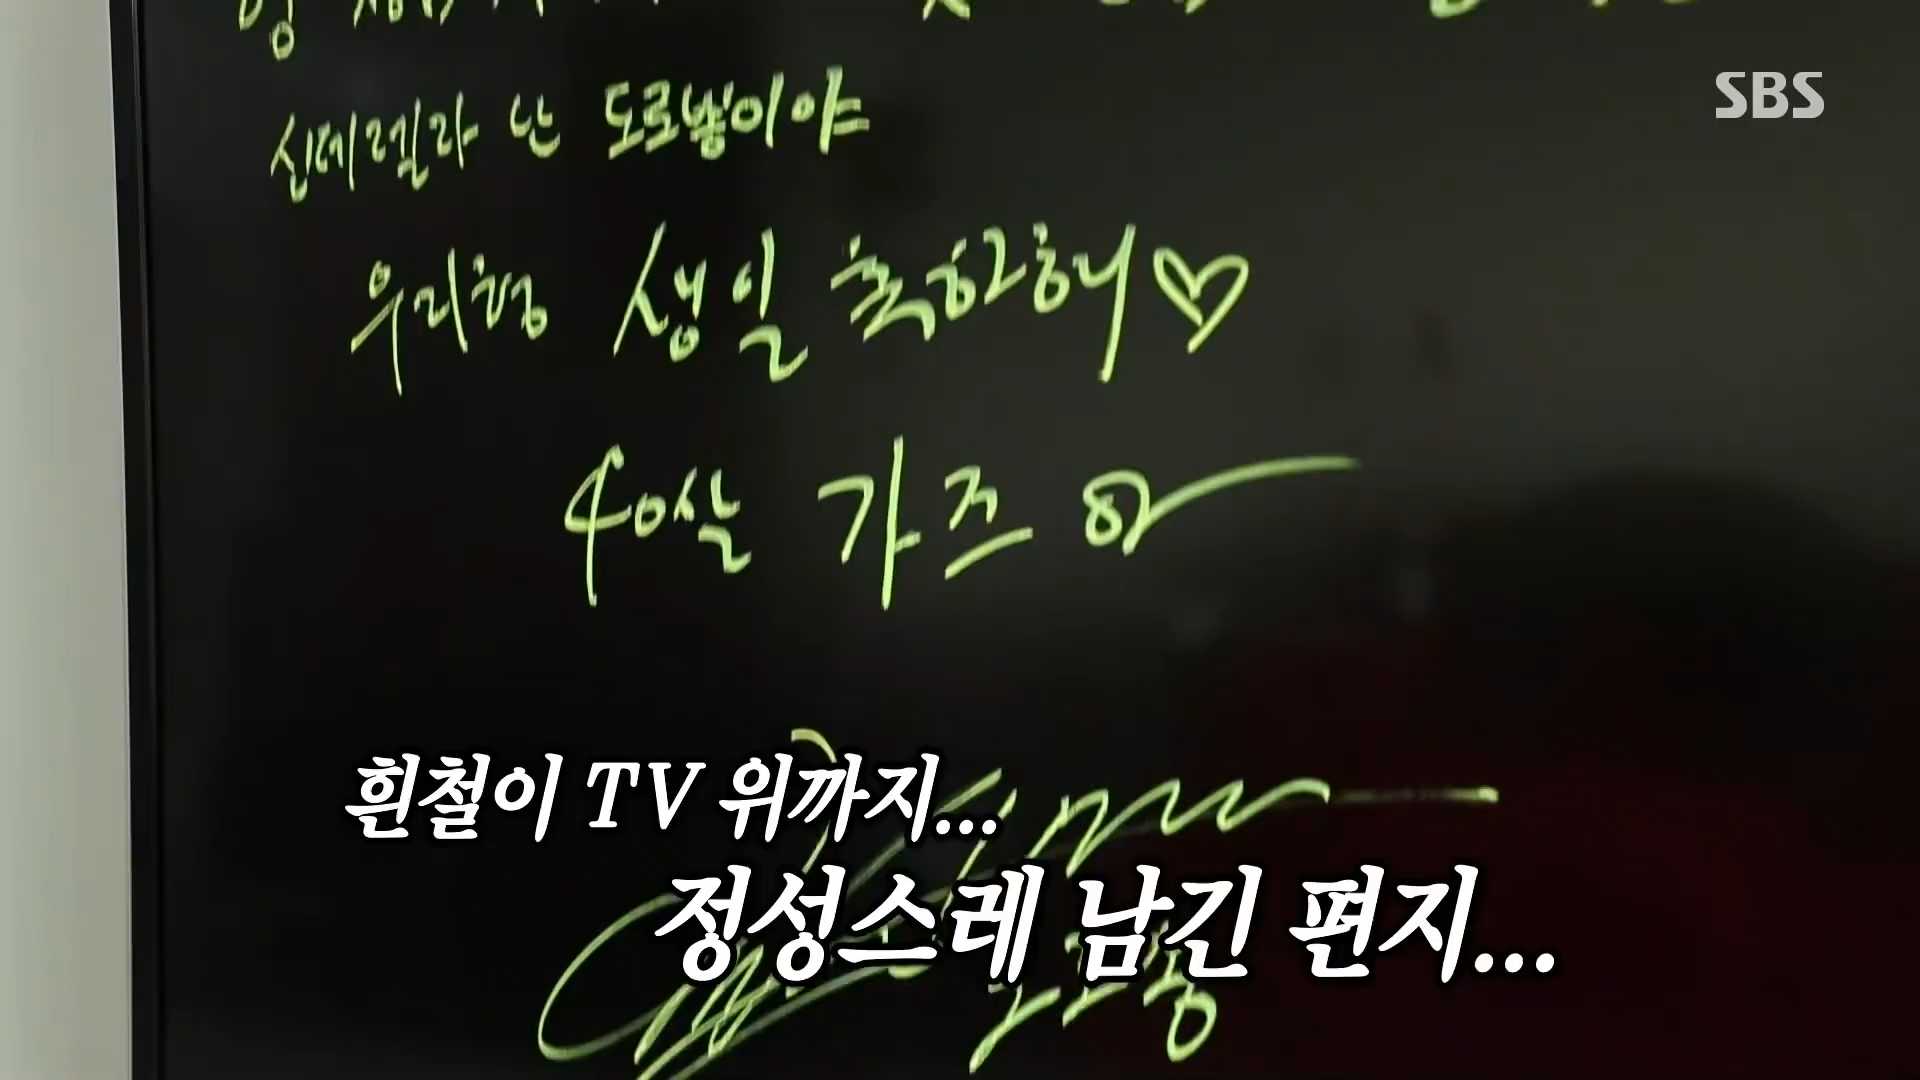 SBS
신데렐라 난 도로밍이야
우리형 생일 축하해♡
40살 가즈아
흰철이 TV 위까지...
정성스레 남긴 편지...